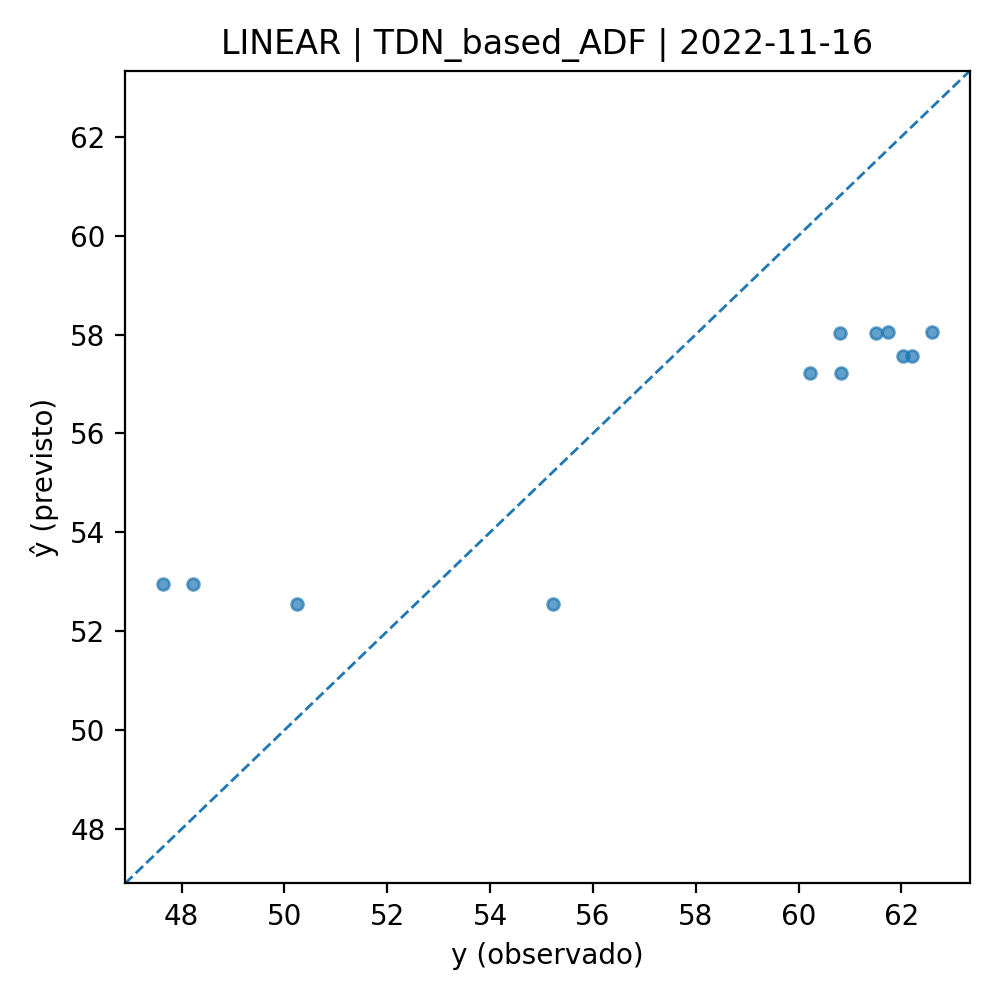 LINEAR | TDN_based_ADF | 2022-11-16
62
60
58
56
54
52
50
48
ŷ (previsto)
48 50 52 54 56 58 60 62
y (observado)